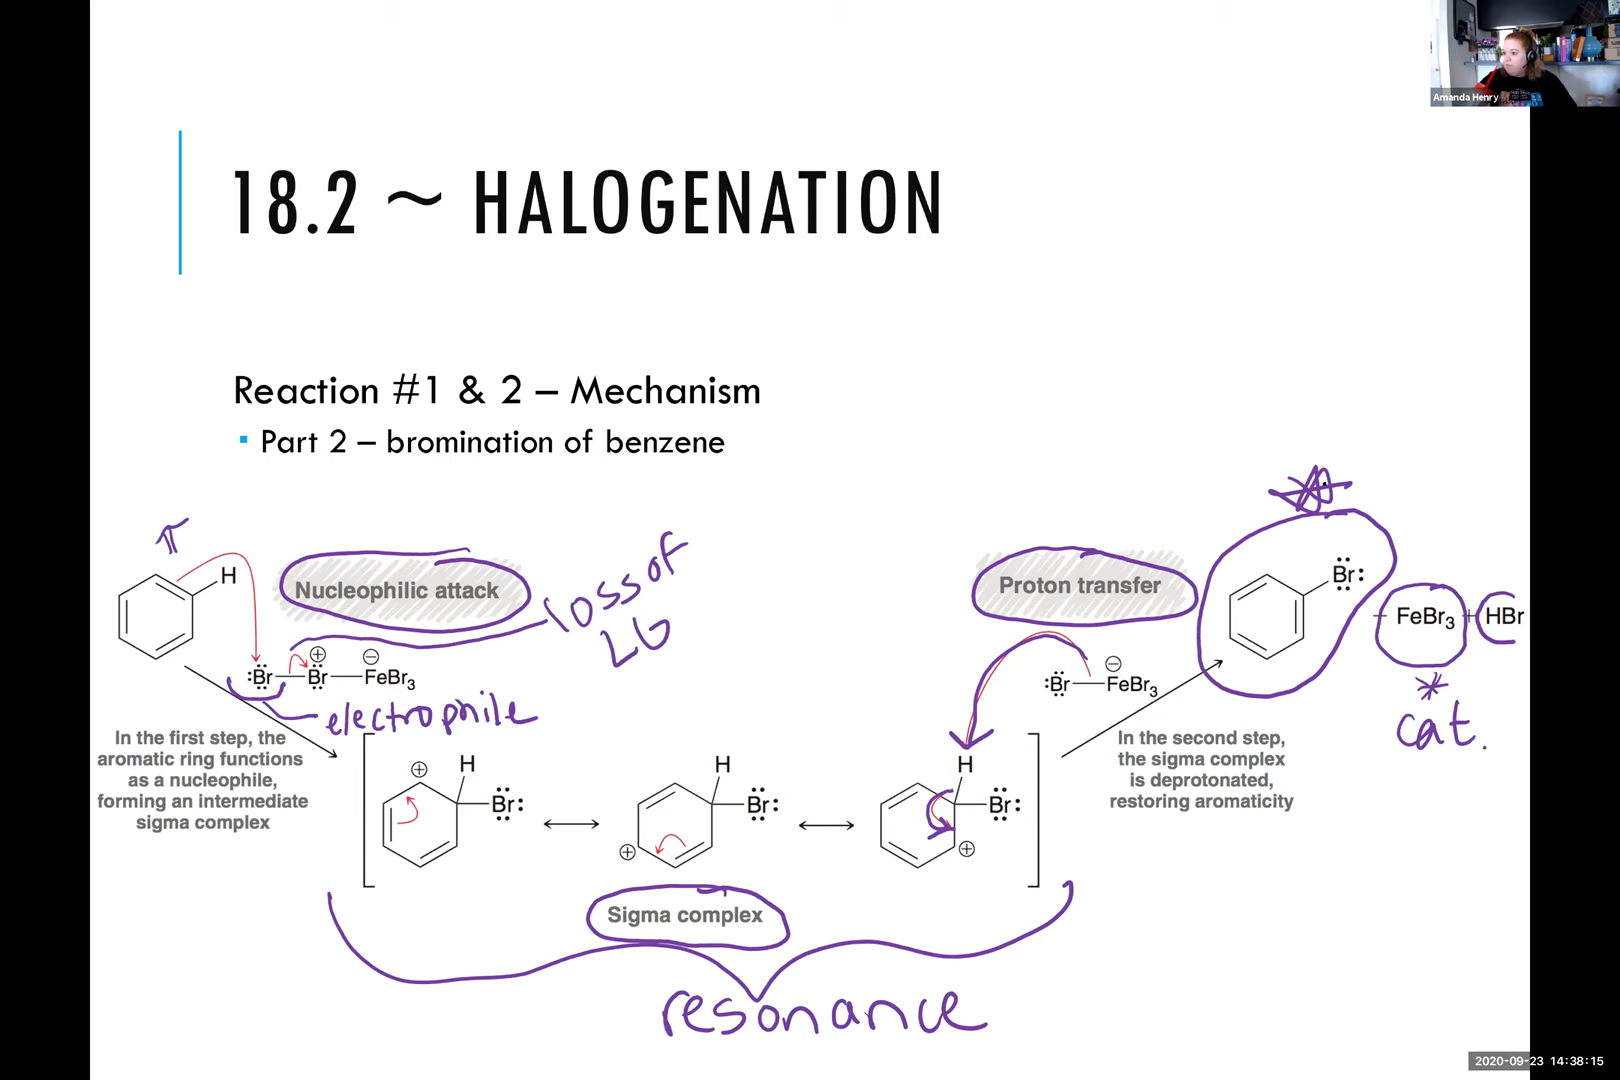 Amanda Henry
18.2 ~ HALOGENATION
Reaction #1 & 2 – Mechanism
▪ Part 2 – bromination of benzene
π
H
Nucleophilic attack
loss of
LG
:Br—Br—FeBr₃
⊕
⊖
electrophile
In the first step, the
aromatic ring functions
as a nucleophile,
forming an intermediate
sigma complex
⊕
H
Br:
H
Br:
⊕
H
Br:
⊕
Sigma complex
resonance
Proton transfer
⊖
:Br—FeBr₃
In the second step,
the sigma complex
is deprotonated,
restoring aromaticity
Br:
+ FeBr₃ + HBr
*
cat.
2020-09-23 14:38:15